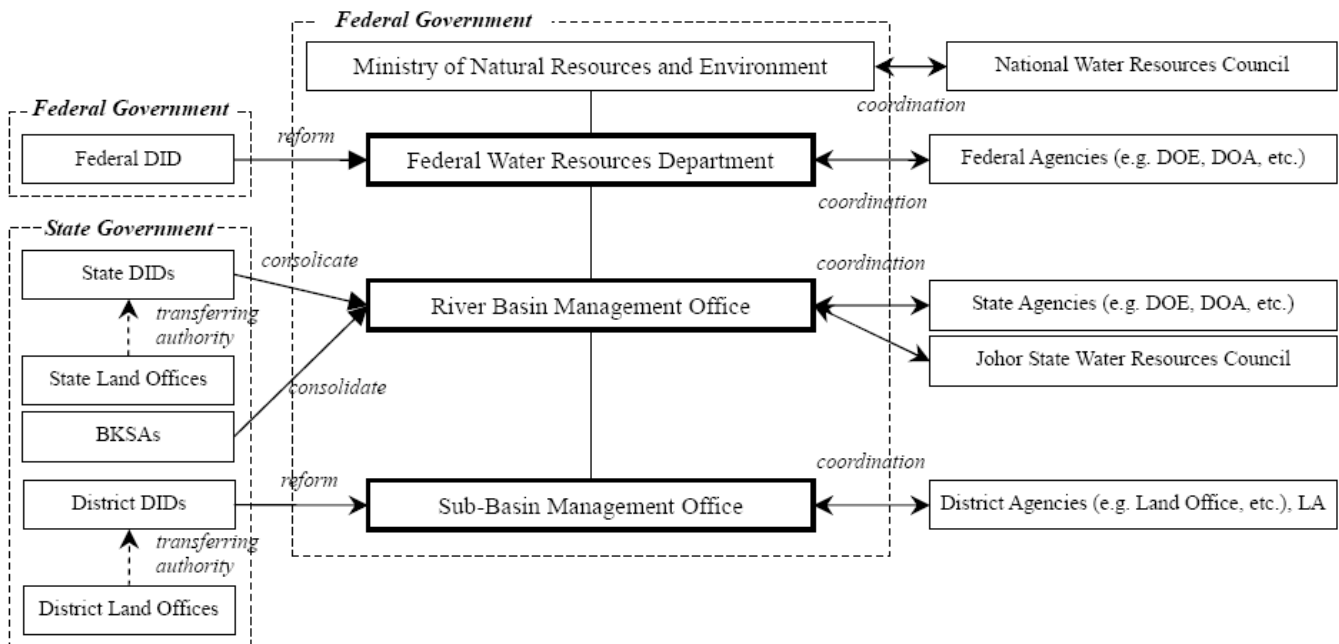 Federal Government
Ministry of Natural Resources and Environment
National Water Resources Council
coordination
Federal Government
Federal DID
reform
Federal Water Resources Department
Federal Agencies (e.g. DOE, DOA, etc.)
coordination
State Government
State DIDs
consolicate
transferring
authority
State Land Offices
BKSAs
consolidate
River Basin Management Office
coordination
State Agencies (e.g. DOE, DOA, etc.)
Johor State Water Resources Council
District DIDs
reform
transferring
authority
District Land Offices
Sub-Basin Management Office
coordination
District Agencies (e.g. Land Office, etc.), LA